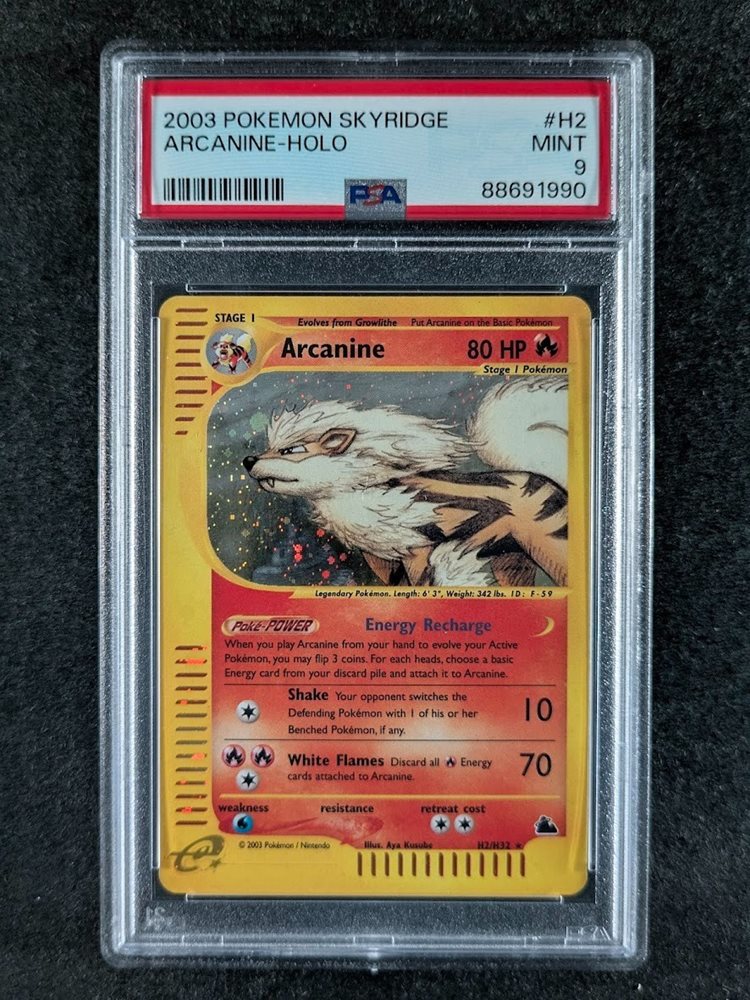 2003 POKEMON SKYRIDGE #H2
ARCANINE-HOLO MINT
9
PSA 88691990
STAGE 1 Evolves from Growlithe Put Arcanine on the Basic Pokémon
Arcanine 80 HP
Stage 1 Pokémon
Legendary Pokémon. Length: 6' 3", Weight: 342 lbs. ID: F-59
Poké-POWER Energy Recharge
When you play Arcanine from your hand to evolve your Active
Pokémon, you may flip 3 coins. For each heads, choose a basic
Energy card from your discard pile and attach it to Arcanine.
Shake Your opponent switches the
Defending Pokémon with 1 of his or her 10
Benched Pokémon, if any.
White Flames Discard all Energy 70
cards attached to Arcanine.
weakness resistance retreat cost
e
© 2003 Pokémon / Nintendo Illus. Aya Kusube H2/H32 ★